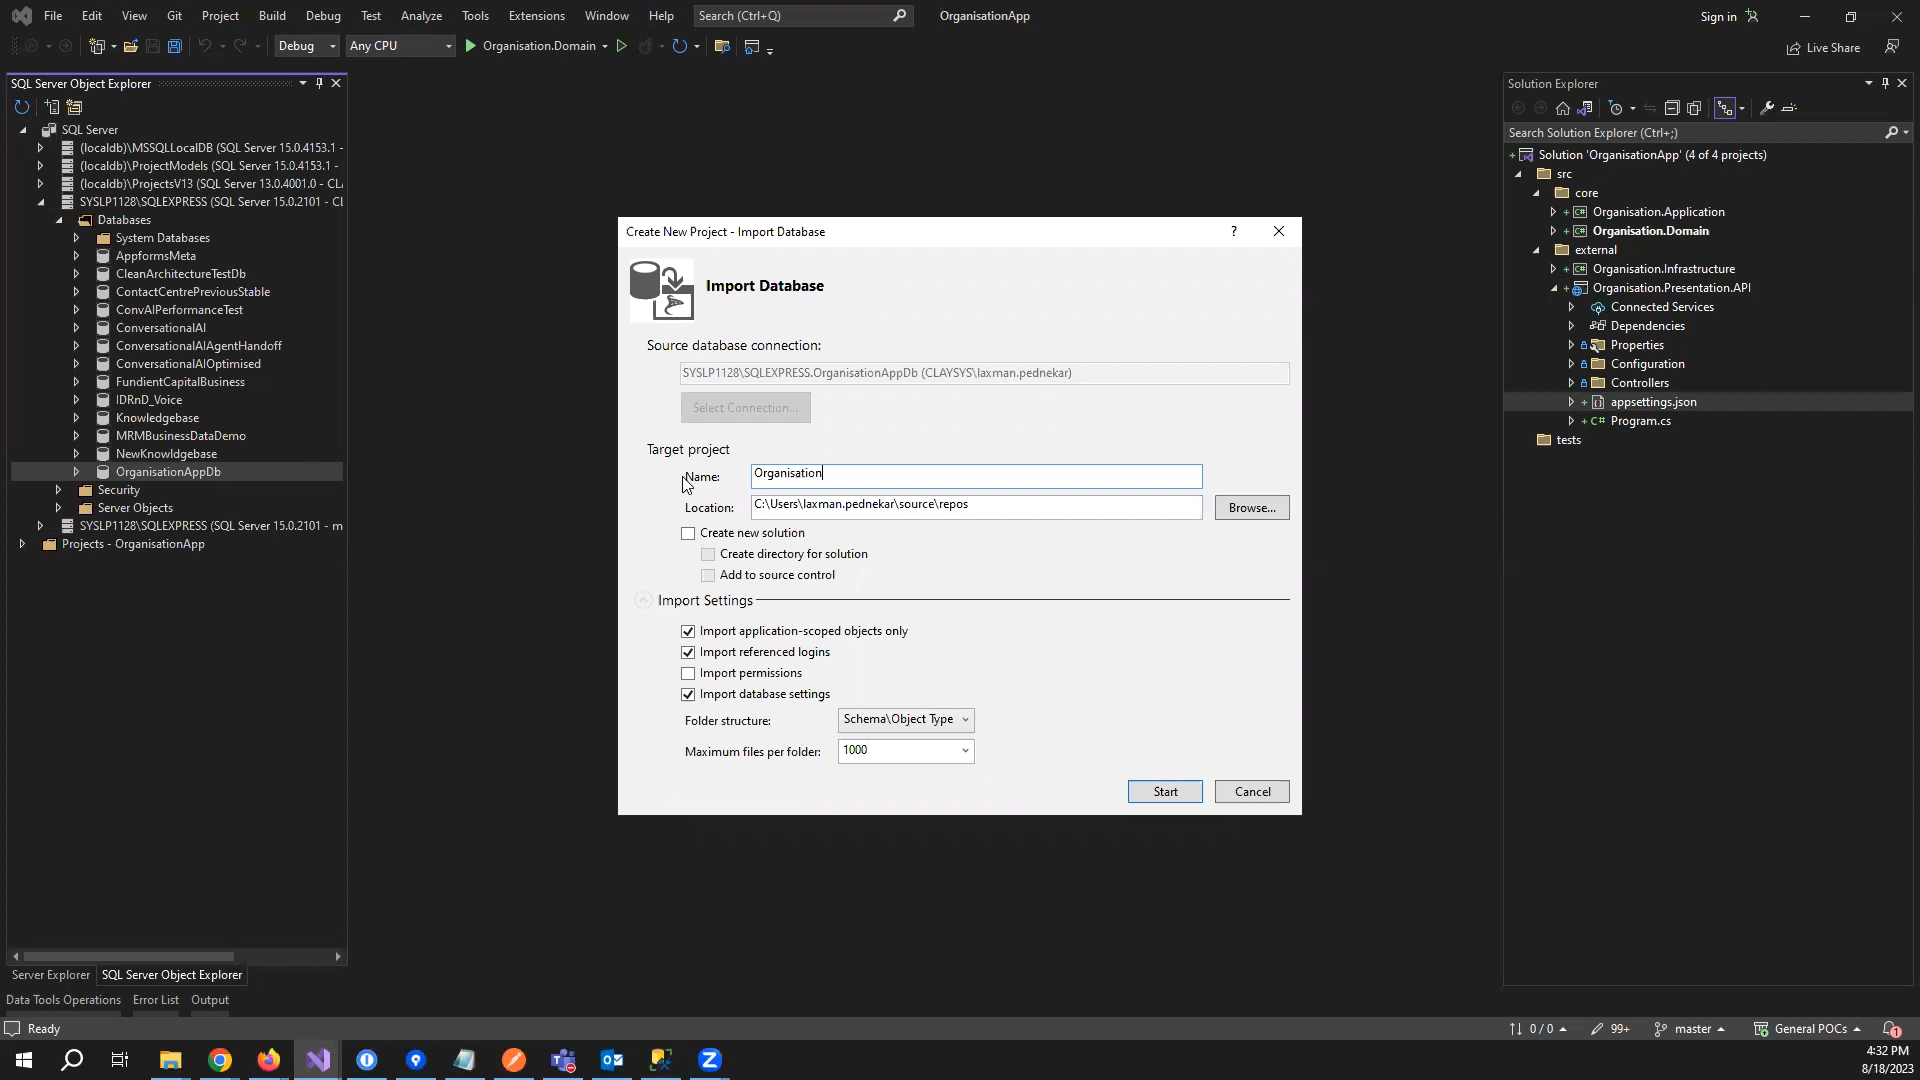 File Edit View Git Project Build Debug Test Analyze Tools Extensions Window Help Search (Ctrl+Q) OrganisationApp Sign in
Debug Any CPU Organisation.Domain Live Share
SQL Server Object Explorer
SQL Server
(localdb)\MSSQLLocalDB (SQL Server 15.0.4153.1 -
(localdb)\ProjectModels (SQL Server 15.0.4153.1 -
(localdb)\ProjectsV13 (SQL Server 13.0.4001.0 - CLA
SYSLP1128\SQLEXPRESS (SQL Server 15.0.2101 - CL
Databases
System Databases
AppformsMeta
CleanArchitectureTestDb
ContactCentrePreviousStable
ConvAIPerformanceTest
ConversationalAI
ConversationalAIAgentHandoff
ConversationalAIOptimised
FundientCapitalBusiness
IDRnD_Voice
Knowledgebase
MRMBusinessDataDemo
NewKnowldgebase
OrganisationAppDb
Security
Server Objects
SYSLP1128\SQLEXPRESS (SQL Server 15.0.2101 - m
Projects - OrganisationApp
Server Explorer SQL Server Object Explorer
Data Tools Operations Error List Output
Create New Project - Import Database ?
Import Database
Source database connection:
SYSLP1128\SQLEXPRESS.OrganisationAppDb (CLAYSYS\laxman.pednekar)
Select Connection...
Target project
Name: Organisation
Location: C:\Users\laxman.pednekar\source\repos Browse...
Create new solution
Create directory for solution
Add to source control
Import Settings
Import application-scoped objects only
Import referenced logins
Import permissions
Import database settings
Folder structure: Schema\Object Type
Maximum files per folder: 1000
Start Cancel
Solution Explorer
Search Solution Explorer (Ctrl+;)
Solution 'OrganisationApp' (4 of 4 projects)
src
core
Organisation.Application
Organisation.Domain
external
Organisation.Infrastructure
Organisation.Presentation.API
Connected Services
Dependencies
Properties
Configuration
Controllers
appsettings.json
C# Program.cs
tests
Ready 0 / 0 99+ master General POCs 1
4:32 PM
8/18/2023